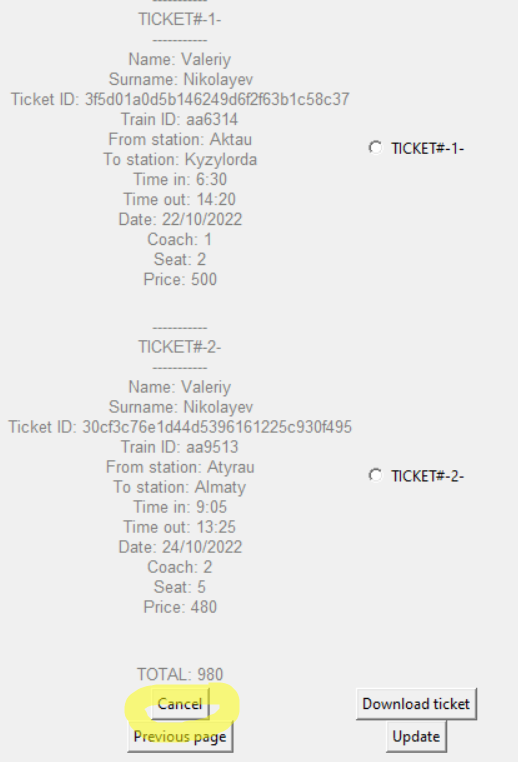 -----------
TICKET#-1-
-----------
Name: Valeriy
Surname: Nikolayev
Ticket ID: 3f5d01a0d5b146249d6f2f63b1c58c37
Train ID: aa6314
From station: Aktau
To station: Kyzylorda
Time in: 6:30
Time out: 14:20
Date: 22/10/2022
Coach: 1
Seat: 2
Price: 500
TICKET#-1-
-----------
TICKET#-2-
-----------
Name: Valeriy
Surname: Nikolayev
Ticket ID: 30cf3c76e1d44d5396161225c930f495
Train ID: aa9513
From station: Atyrau
To station: Almaty
Time in: 9:05
Time out: 13:25
Date: 24/10/2022
Coach: 2
Seat: 5
Price: 480
TICKET#-2-
TOTAL: 980
Cancel
Download ticket
Previous page
Update